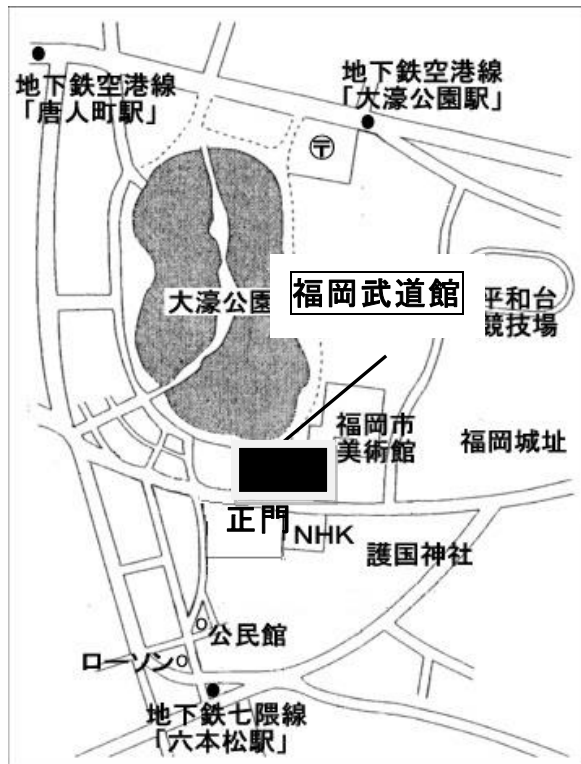 地下鉄空港線
「唐人町駅」
地下鉄空港線
「大濠公園駅」
〒
大濠公園
福岡武道館
平和台
競技場
福岡市
美術館
福岡城址
正門
NHK
護国神社
公民館
ローソン
地下鉄七隈線
「六本松駅」